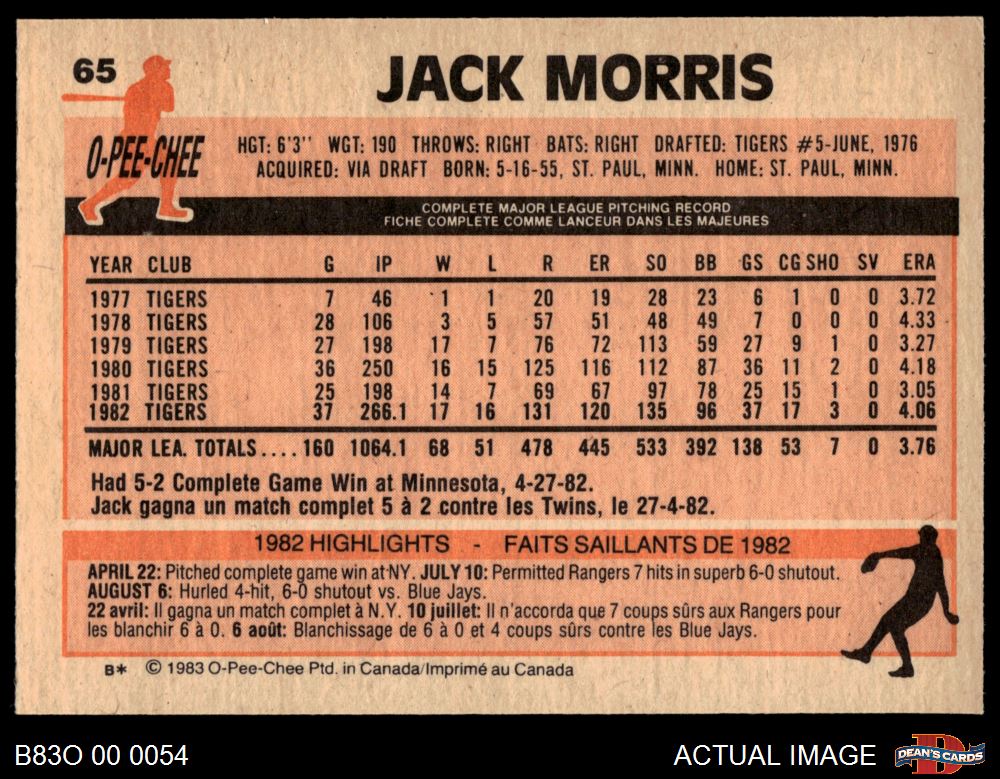 65
JACK MORRIS
O-PEE-CHEE
HGT: 6'3'' WGT: 190 THROWS: RIGHT BATS: RIGHT DRAFTED: TIGERS #5-JUNE, 1976
ACQUIRED: VIA DRAFT BORN: 5-16-55, ST. PAUL, MINN. HOME: ST. PAUL, MINN.
COMPLETE MAJOR LEAGUE PITCHING RECORD
FICHE COMPLETE COMME LANCEUR DANS LES MAJEURES
YEAR CLUB G IP W L R ER SO BB GS CG SHO SV ERA
1977 TIGERS 7 46 1 1 20 19 28 23 6 1 0 0 3.72
1978 TIGERS 28 106 3 5 57 51 48 49 7 0 0 0 4.33
1979 TIGERS 27 198 17 7 76 72 113 59 27 9 1 0 3.27
1980 TIGERS 36 250 16 15 125 116 112 87 36 11 2 0 4.18
1981 TIGERS 25 198 14 7 69 67 97 78 25 15 1 0 3.05
1982 TIGERS 37 266.1 17 16 131 120 135 96 37 17 3 0 4.06
MAJOR LEA. TOTALS.... 160 1064.1 68 51 478 445 533 392 138 53 7 0 3.76
Had 5-2 Complete Game Win at Minnesota, 4-27-82.
Jack gagna un match complet 5 à 2 contre les Twins, le 27-4-82.
1982 HIGHLIGHTS - FAITS SAILLANTS DE 1982
APRIL 22: Pitched complete game win at NY. JULY 10: Permitted Rangers 7 hits in superb 6-0 shutout.
AUGUST 6: Hurled 4-hit, 6-0 shutout vs. Blue Jays.
22 avril: Il gagna un match complet à N.Y. 10 juillet: Il n'accorda que 7 coups sûrs aux Rangers pour
les blanchir 6 à 0. 6 août: Blanchissage de 6 à 0 et 4 coups sûrs contre les Blue Jays.
B* © 1983 O-Pee-Chee Ptd. in Canada/Imprimé au Canada
B83O 00 0054
ACTUAL IMAGE
DEAN'S CARDS